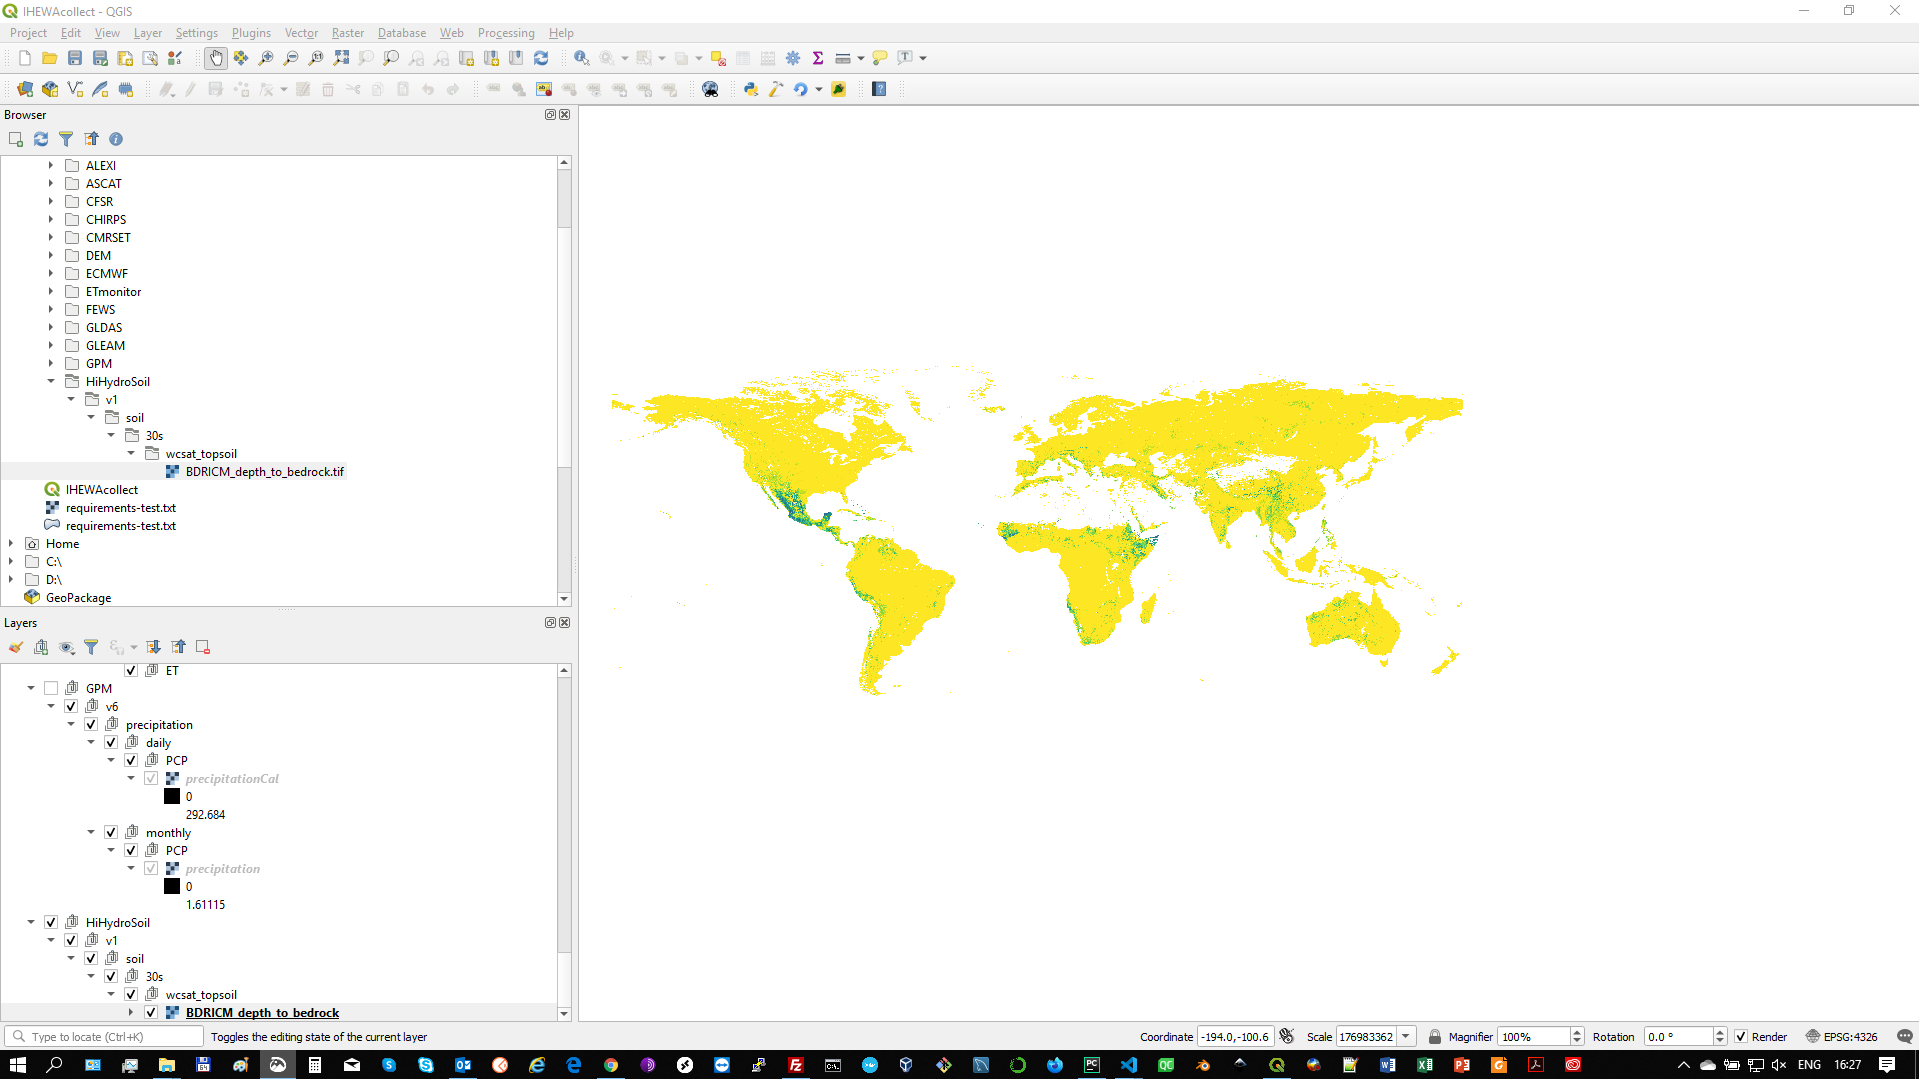 IHEWAcollect - QGIS
Project Edit View Layer Settings Plugins Vector Raster Database Web Processing Help
Browser
ALEXI
ASCAT
CFSR
CHIRPS
CMRSET
DEM
ECMWF
ETmonitor
FEWS
GLDAS
GLEAM
GPM
HiHydroSoil
v1
soil
30s
wcsat_topsoil
BDRICM_depth_to_bedrock.tif
IHEWAcollect
requirements-test.txt
requirements-test.txt
Home
C:\
D:\
GeoPackage
Layers
ET
GPM
v6
precipitation
daily
PCP
precipitationCal
0
292.684
monthly
PCP
precipitation
0
1.61115
HiHydroSoil
v1
soil
30s
wcsat_topsoil
BDRICM_depth_to_bedrock
Type to locate (Ctrl+K) Toggles the editing state of the current layer Coordinate -194.0,-100.6 Scale 176983362 Magnifier 100% Rotation 0.0 ° Render EPSG:4326
ENG 16:27